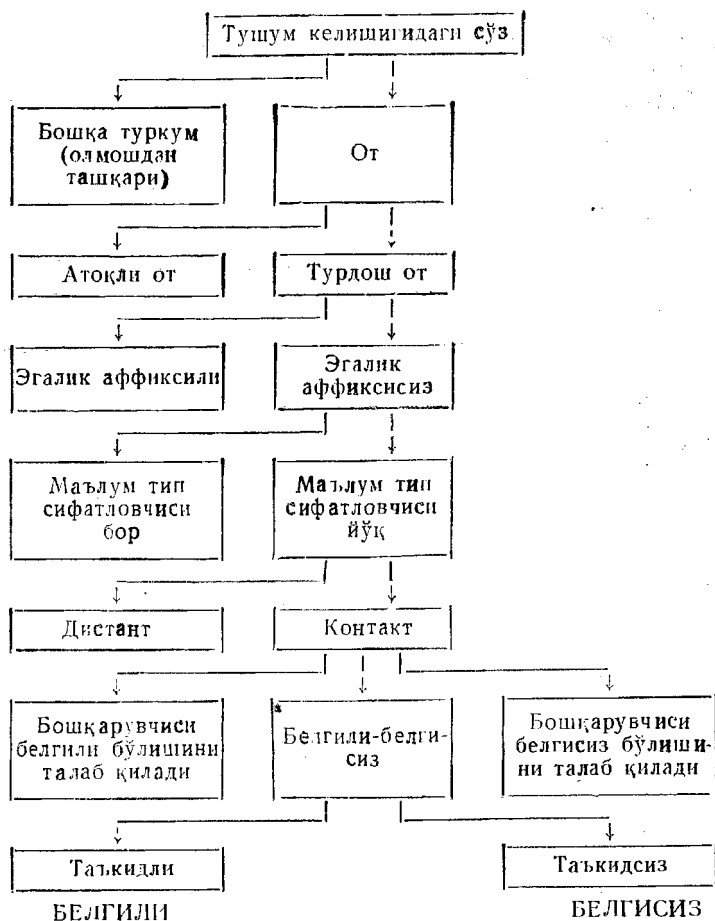 Тушум келишигидаги сўз
Бошқа туркум
(олмошдан
ташқари)
От
Атоқли от
Турдош от
Эгалик аффиксили
Эгалик
аффиксисиз
Маълум тип
сифатловчиси
бор
Маълум тип
сифатловчиси
йўқ
Дистант
Контакт
Бошқарувчиси
белгили бўлишини
талаб қилади
Белгили-белги-
сиз
Бошқарувчиси
белгисиз бўлиши-
ни талаб қилади
Таъкидли
Таъкидсиз
БЕЛГИЛИ
БЕЛГИСИЗ